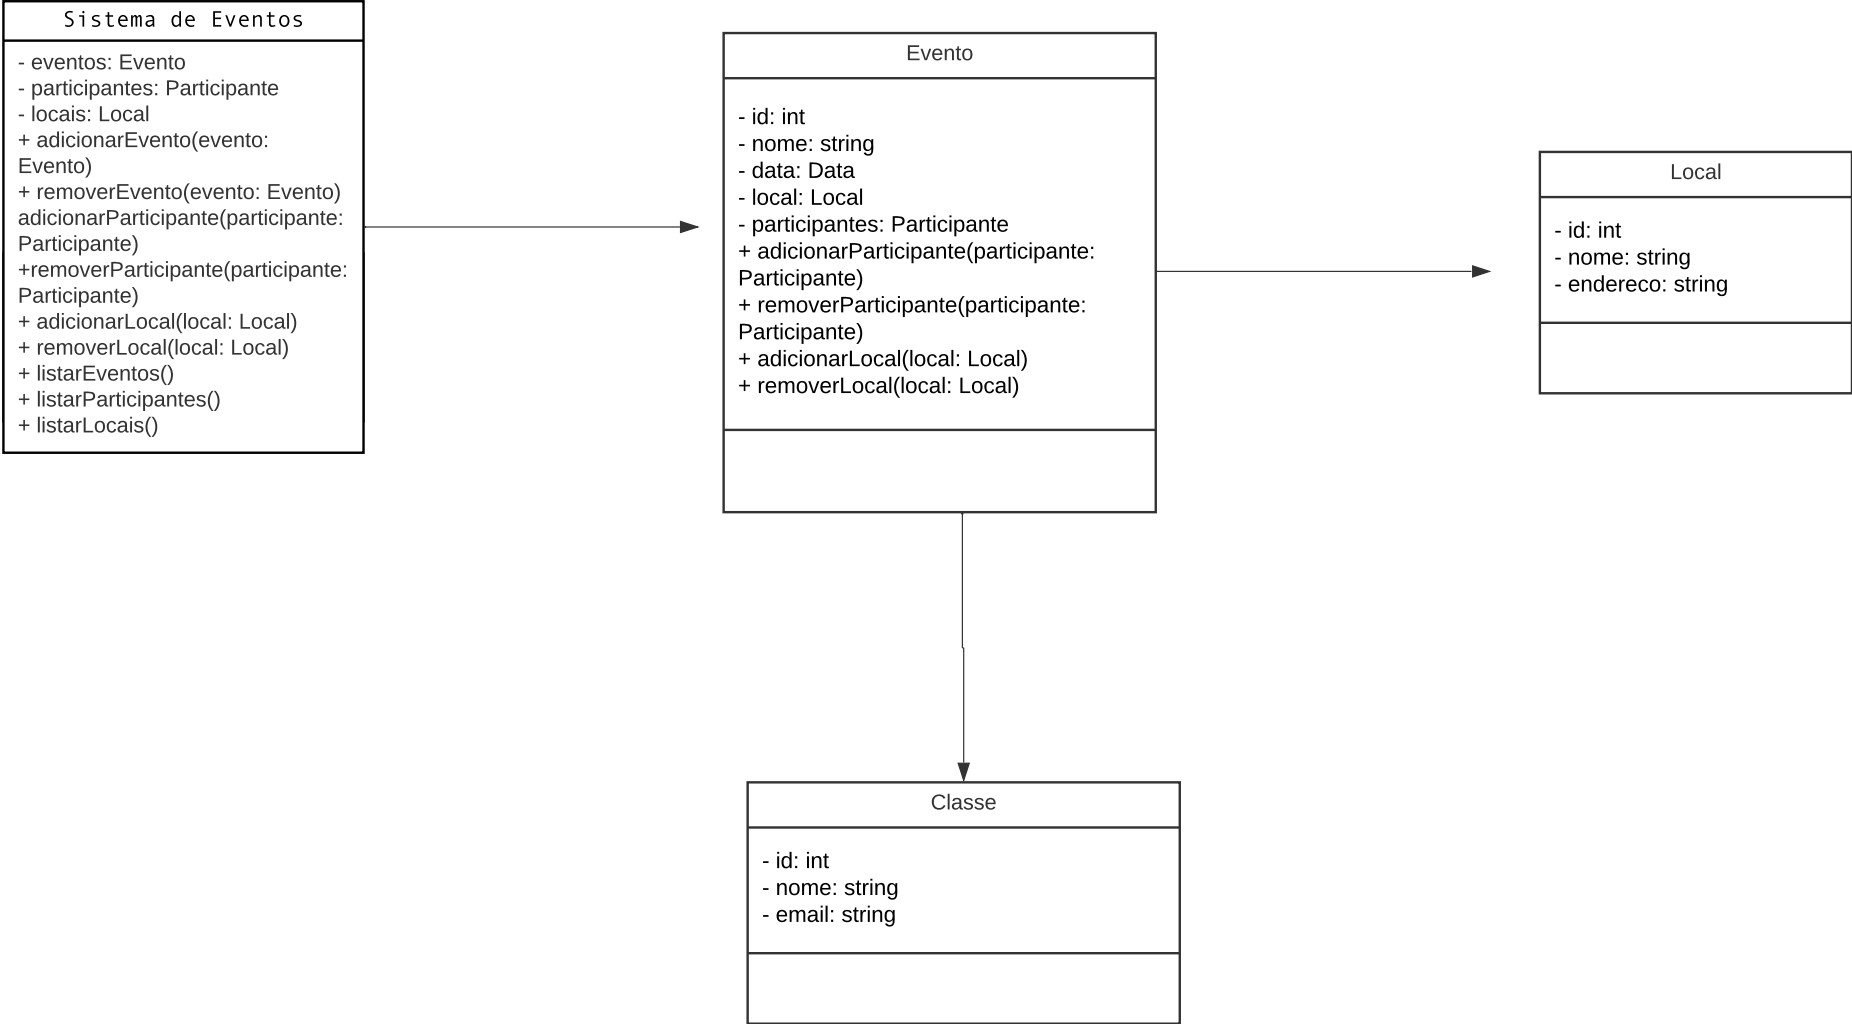 Sistema de Eventos
- eventos: Evento
- participantes: Participante
- locais: Local
+ adicionarEvento(evento:
Evento)
+ removerEvento(evento: Evento)
adicionarParticipante(participante:
Participante)
+removerParticipante(participante:
Participante)
+ adicionarLocal(local: Local)
+ removerLocal(local: Local)
+ listarEventos()
+ listarParticipantes()
+ listarLocais()
Evento
- id: int
- nome: string
- data: Data
- local: Local
- participantes: Participante
+ adicionarParticipante(participante:
Participante)
+ removerParticipante(participante:
Participante)
+ adicionarLocal(local: Local)
+ removerLocal(local: Local)
Local
- id: int
- nome: string
- endereco: string
Classe
- id: int
- nome: string
- email: string